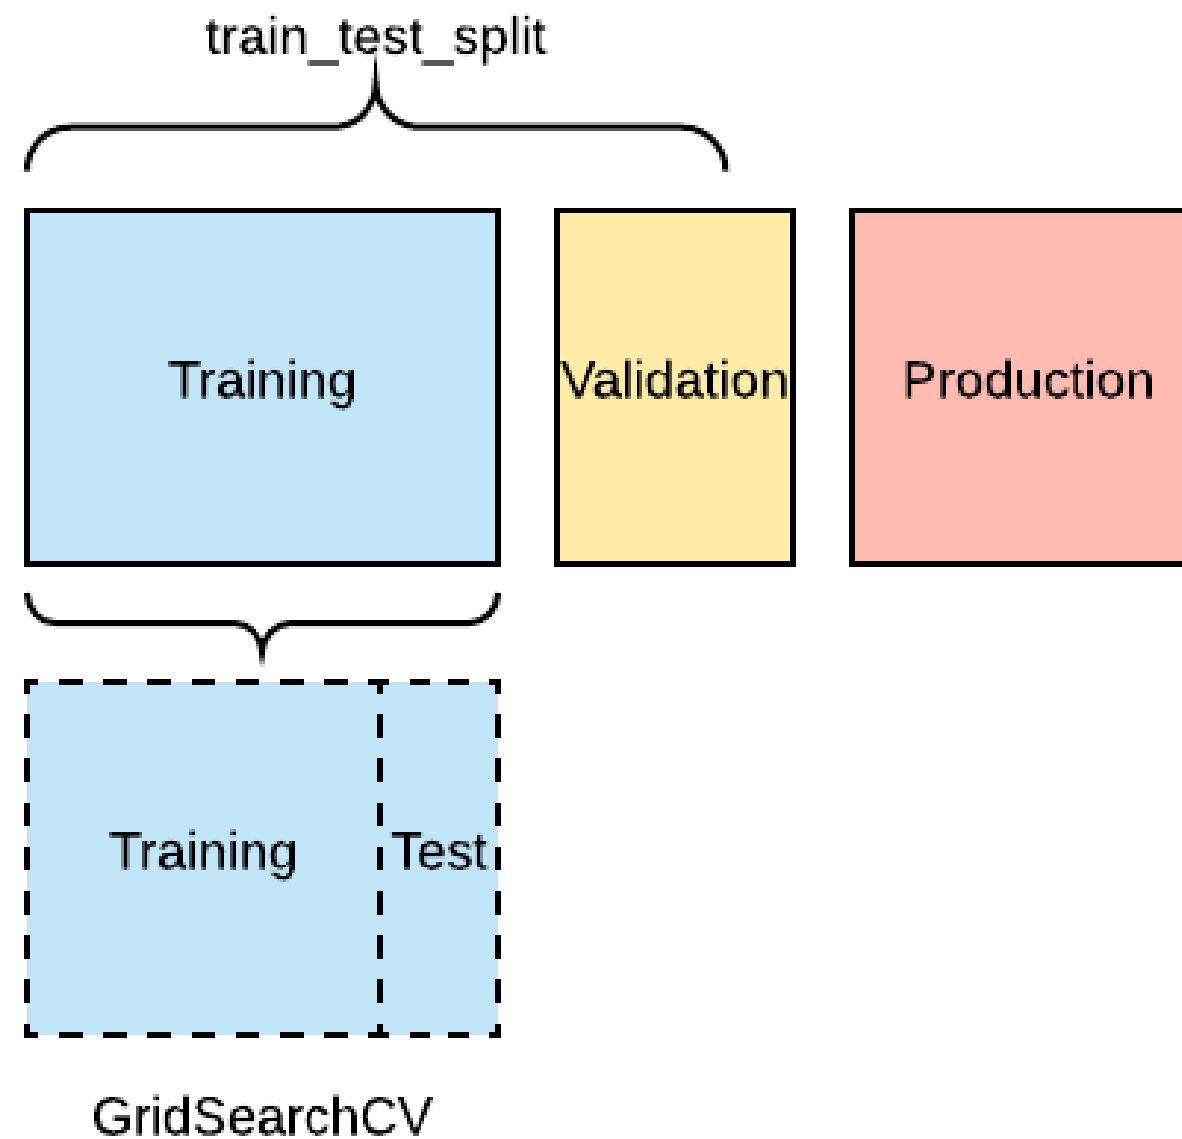 train_test_split
Training
Validation
Production
Training
Test
GridSearchCV